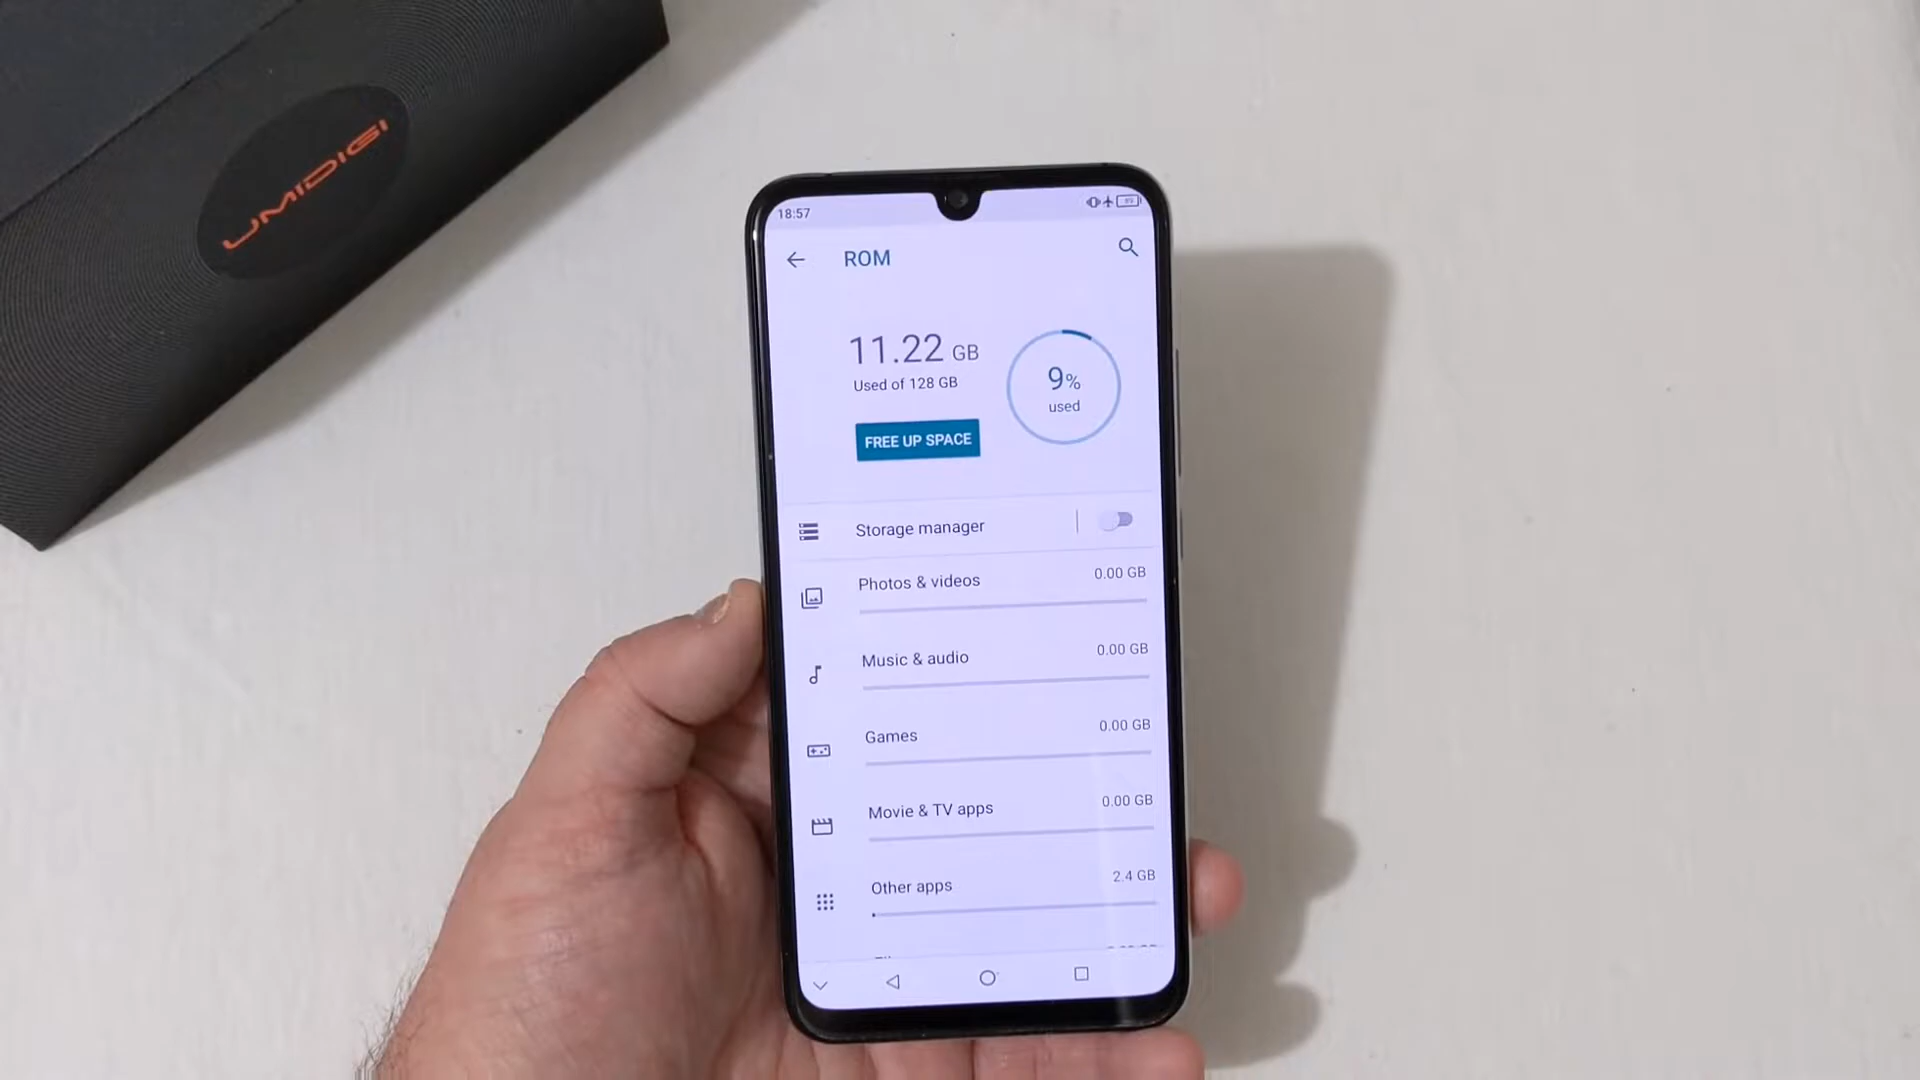 UMIDIGI
18:57
ROM
11.22 GB
Used of 128 GB
9%
used
FREE UP SPACE
Storage manager
Photos & videos
0.00 GB
Music & audio
0.00 GB
Games
0.00 GB
Movie & TV apps
0.00 GB
Other apps
2.4 GB